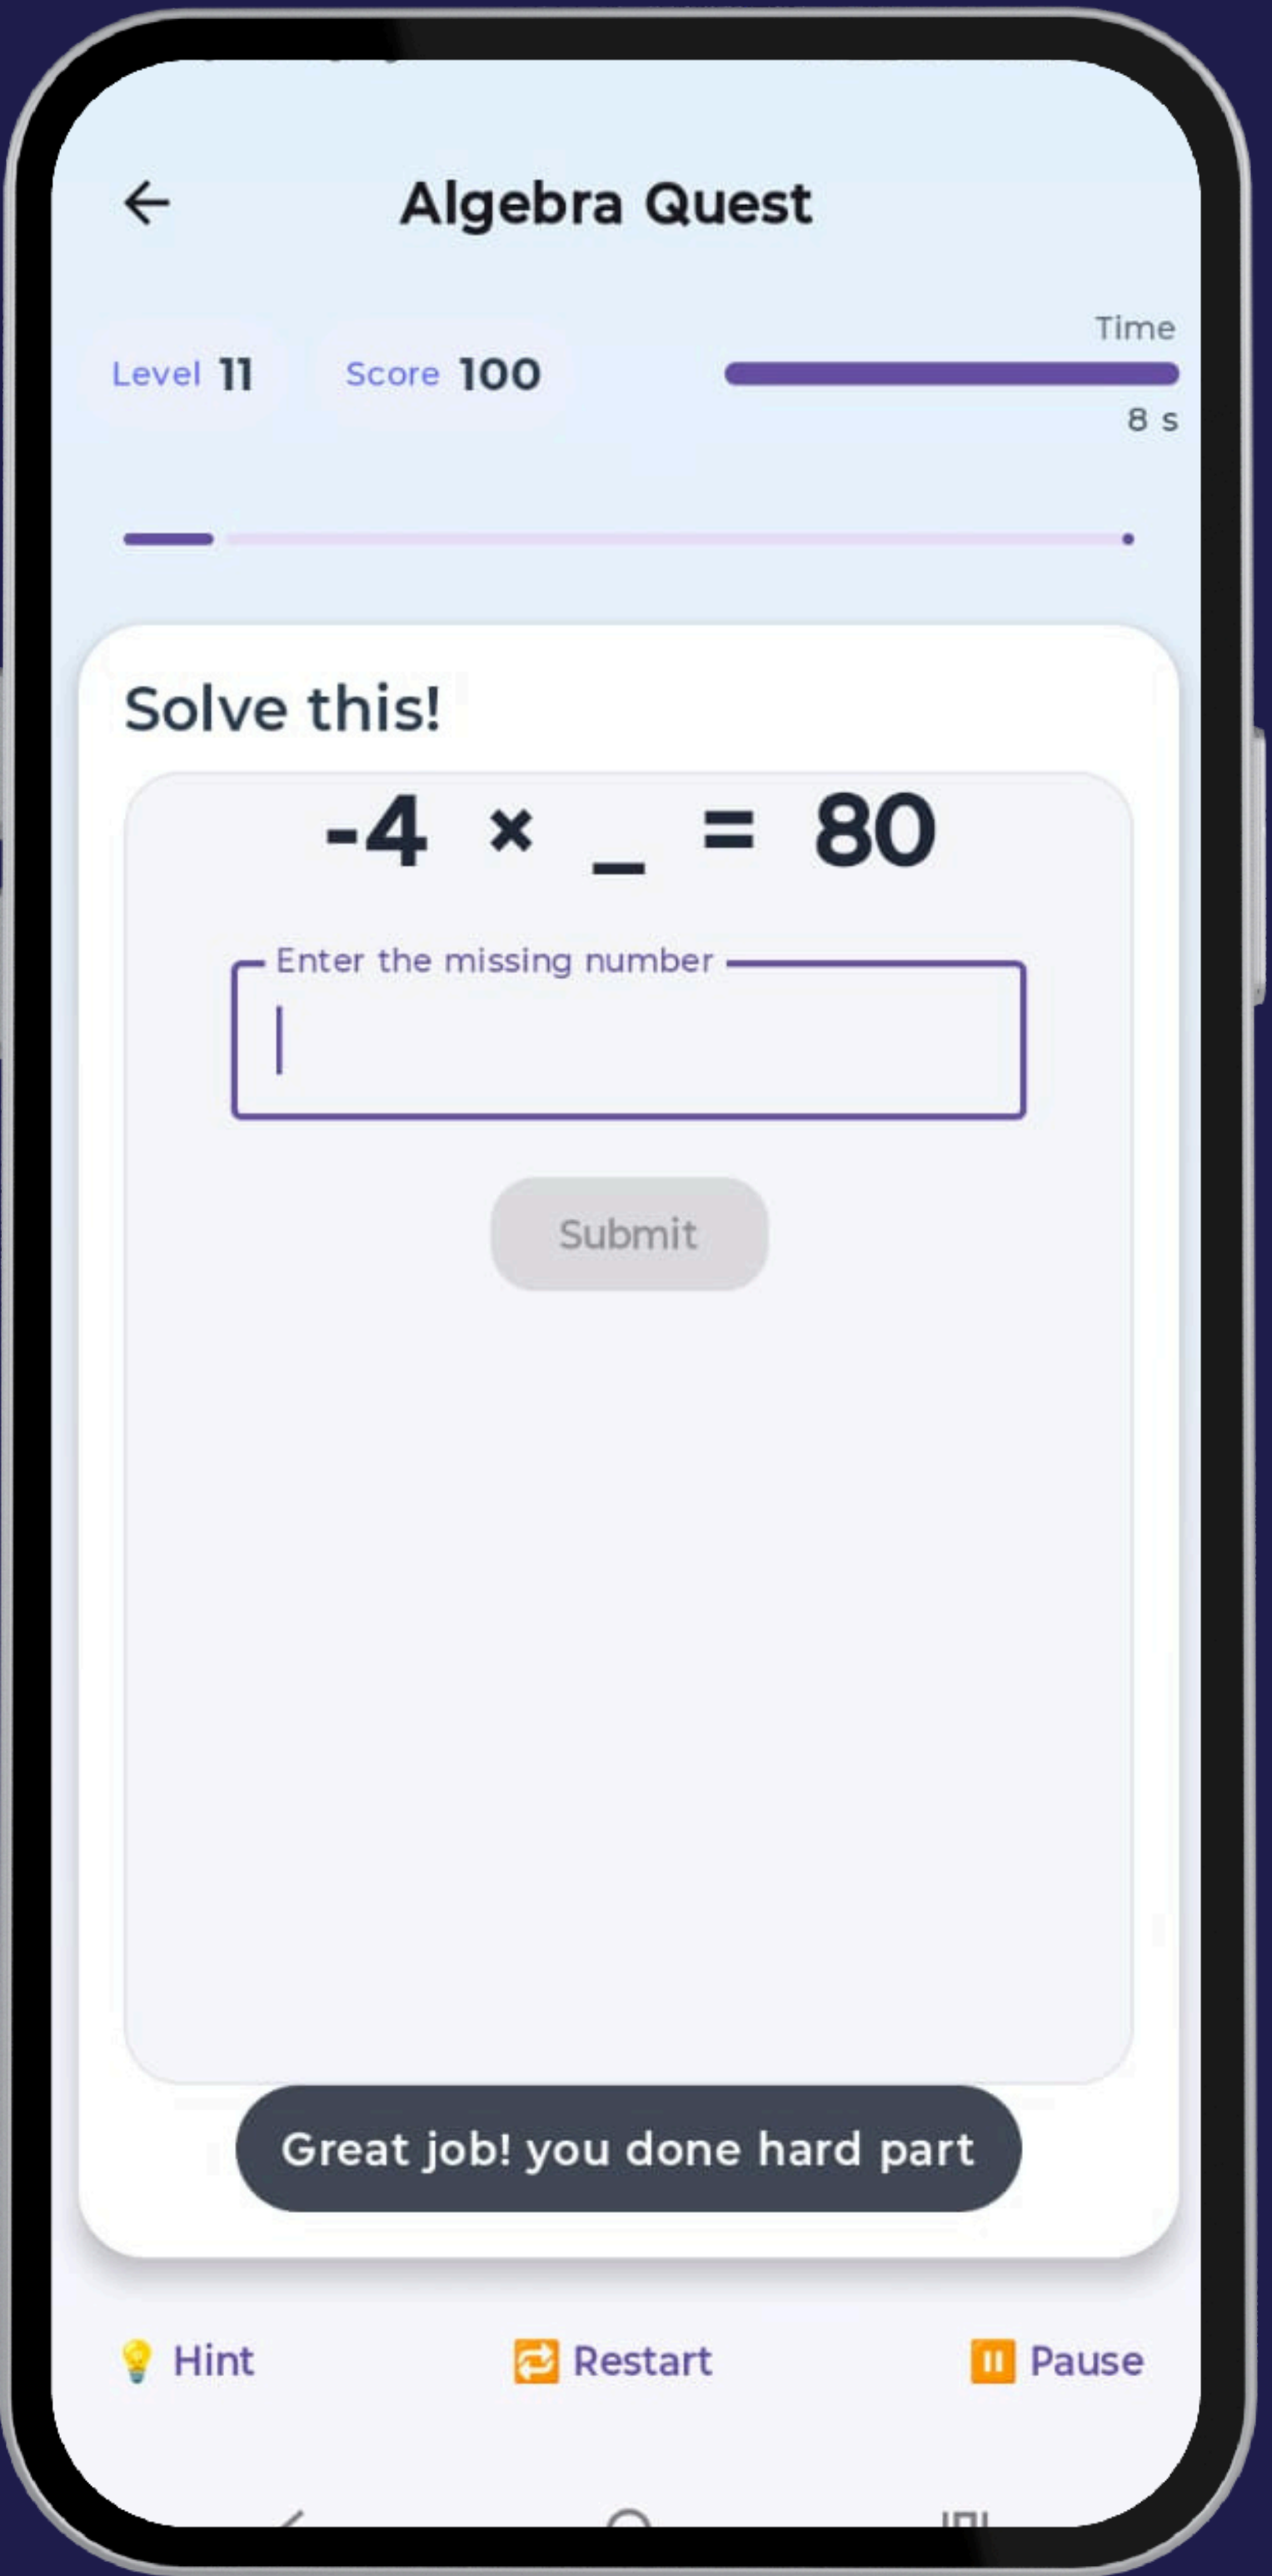 Algebra Quest
Time
Level 11 Score 100
8 s
Solve this!
-4 × _ = 80
Enter the missing number
Submit
Great job! you done hard part
Hint Restart Pause